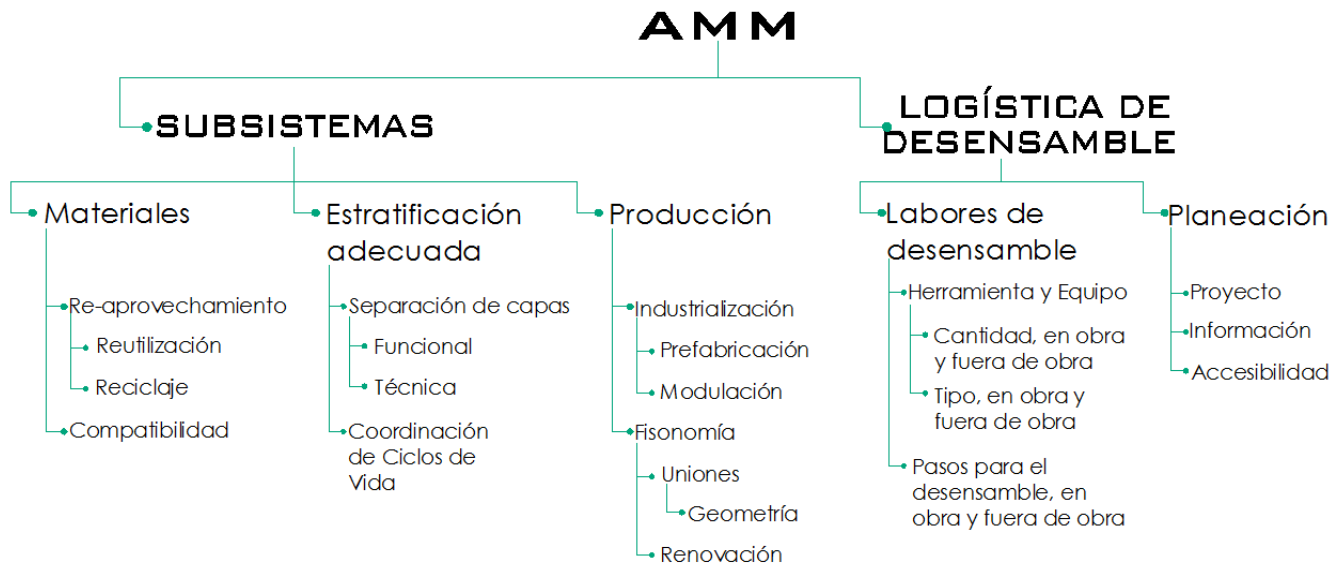 AMM
SUBSISTEMAS
Materiales
Re-aprovechamiento
Reutilización
Reciclaje
Compatibilidad
Estratificación
adecuada
Separación de capas
Funcional
Técnica
Coordinación
de Ciclos de
Vida
Producción
Industrialización
Prefabricación
Modulación
Fisonomía
Uniones
Geometría
Renovación
LOGÍSTICA DE
DESENSAMBLE
Labores de
desensamble
Herramienta y Equipo
Cantidad, en obra
y fuera de obra
Tipo, en obra y
fuera de obra
Pasos para el
desensamble, en
obra y fuera de obra
Planeación
Proyecto
Información
Accesibilidad